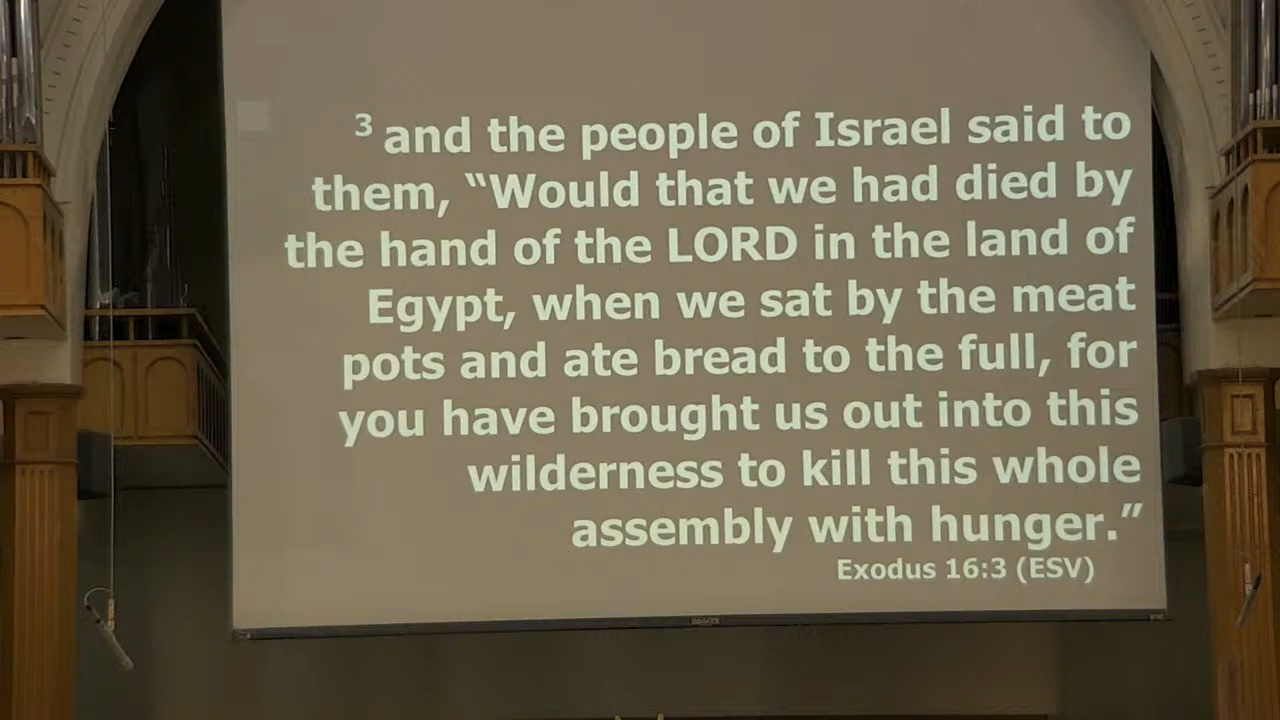 3 and the people of Israel said to
them, “Would that we had died by
the hand of the LORD in the land of
Egypt, when we sat by the meat
pots and ate bread to the full, for
you have brought us out into this
wilderness to kill this whole
assembly with hunger.”
Exodus 16:3 (ESV)